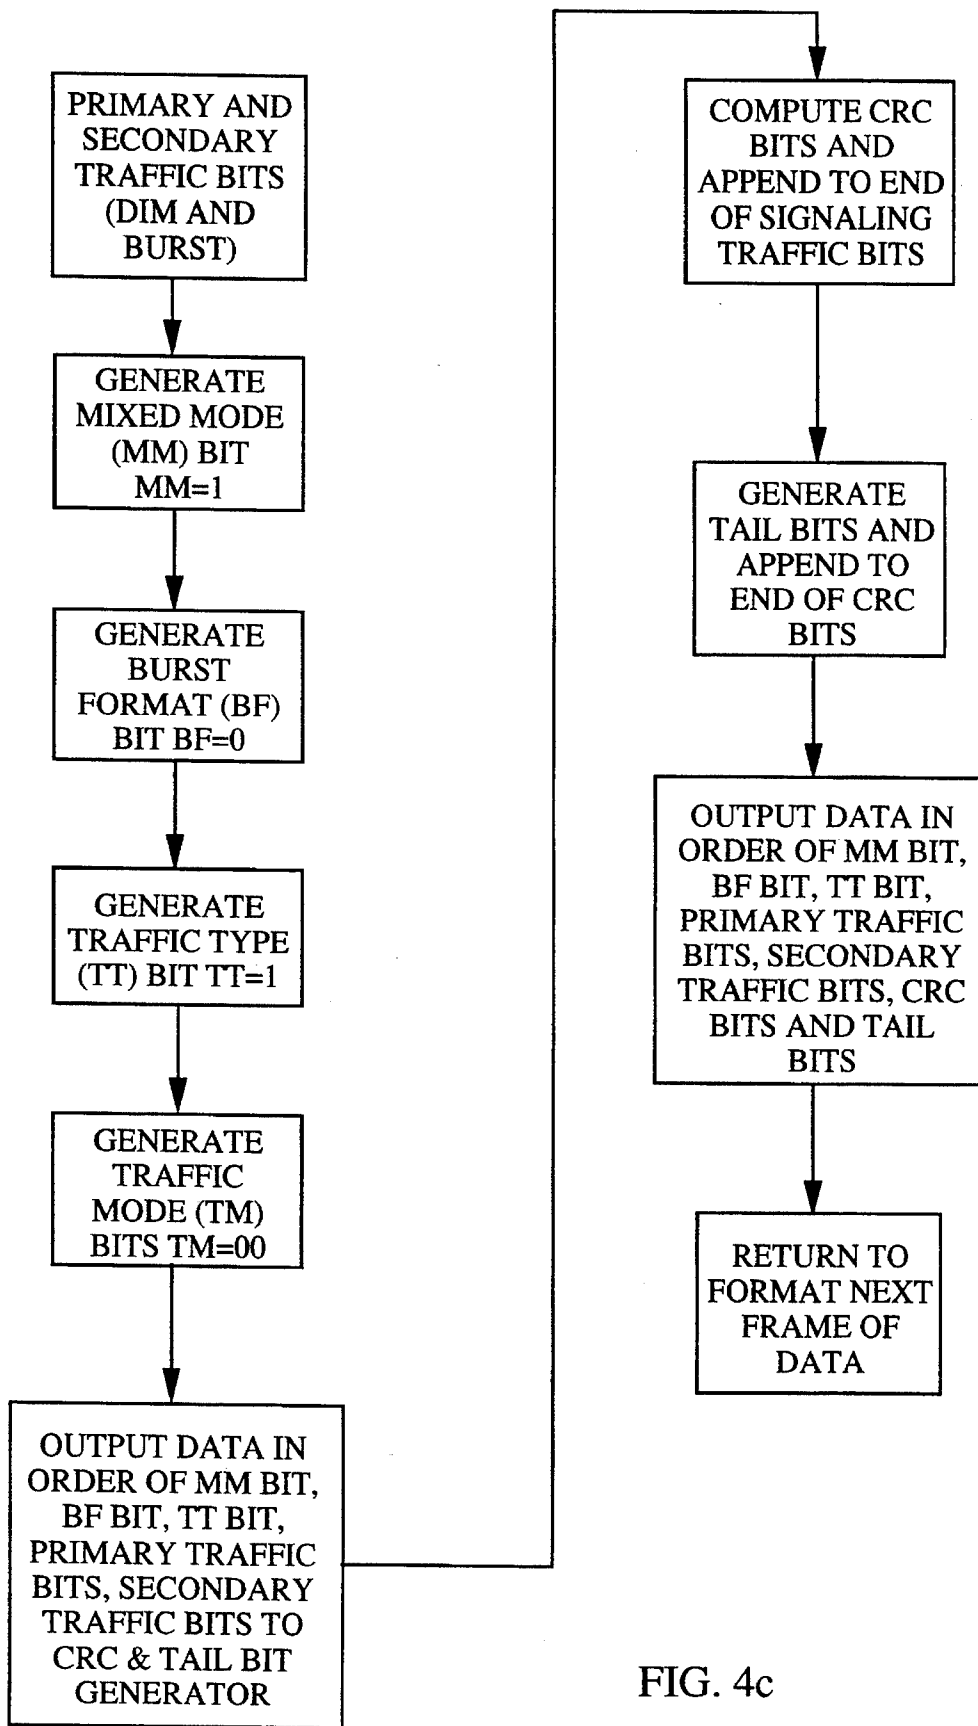 PRIMARY AND
SECONDARY
TRAFFIC BITS
(DIM AND
BURST)
GENERATE
MIXED MODE
(MM) BIT
MM=1
GENERATE
BURST
FORMAT (BF)
BIT BF=0
GENERATE
TRAFFIC TYPE
(TT) BIT TT=1
GENERATE
TRAFFIC
MODE (TM)
BITS TM=00
OUTPUT DATA IN
ORDER OF MM BIT,
BF BIT, TT BIT,
PRIMARY TRAFFIC
BITS, SECONDARY
TRAFFIC BITS TO
CRC & TAIL BIT
GENERATOR
COMPUTE CRC
BITS AND
APPEND TO END
OF SIGNALING
TRAFFIC BITS
GENERATE
TAIL BITS AND
APPEND TO
END OF CRC
BITS
OUTPUT DATA IN
ORDER OF MM BIT,
BF BIT, TT BIT,
PRIMARY TRAFFIC
BITS, SECONDARY
TRAFFIC BITS, CRC
BITS AND TAIL
BITS
RETURN TO
FORMAT NEXT
FRAME OF
DATA
FIG. 4c